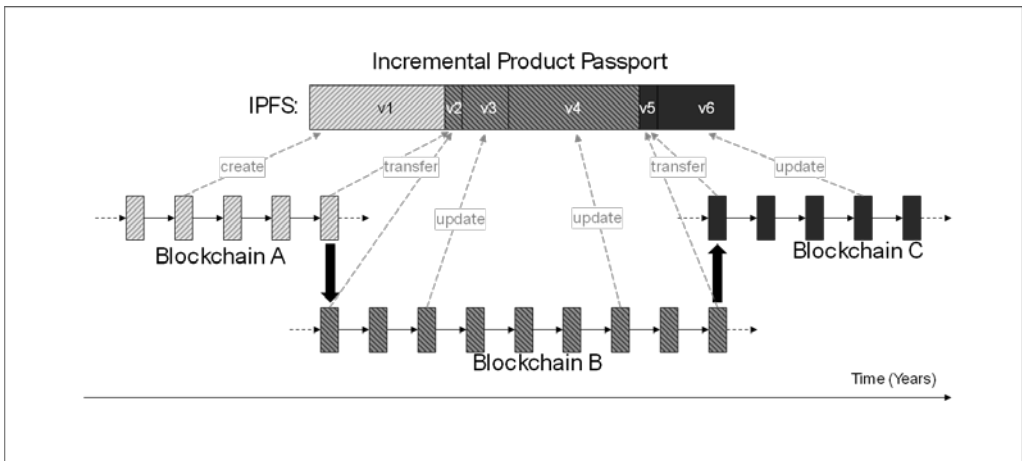 Incremental Product Passport
IPFS:
v1
v2
v3
v4
v5
v6
create
transfer
transfer
update
update
update
Blockchain A
Blockchain C
Blockchain B
Time (Years)